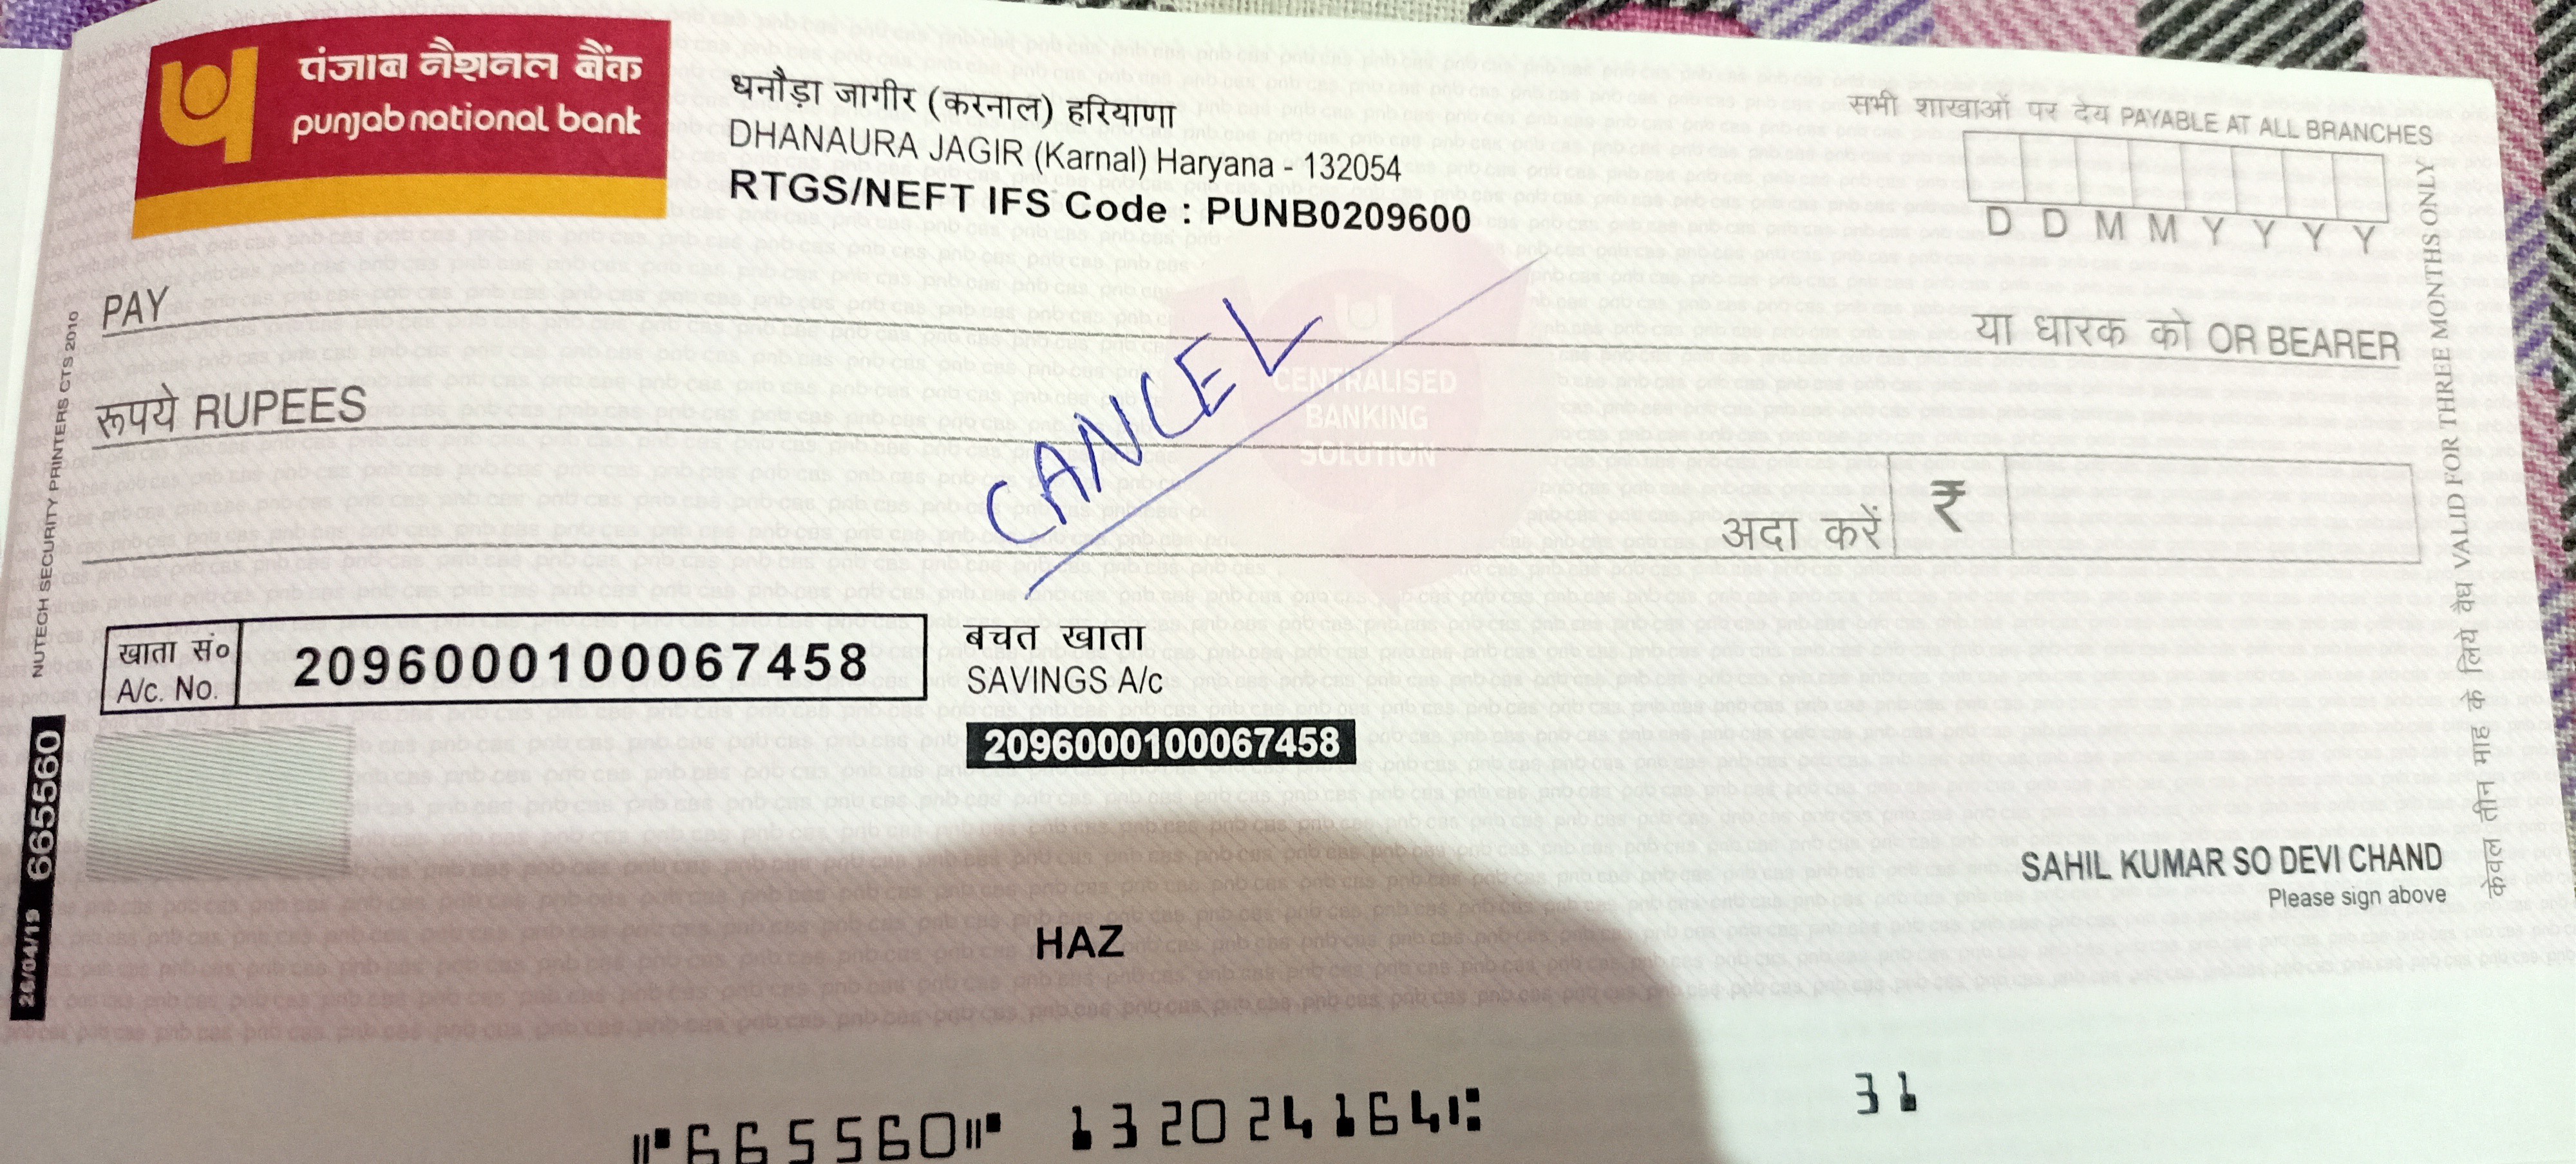 पंजाब नैशनल बैंक
punjab national bank
धनौड़ा जागीर (करनाल) हरियाणा
DHANAURA JAGIR (Karnal) Haryana - 132054
RTGS/NEFT IFS Code : PUNB0209600
सभी शाखाओं पर देय PAYABLE AT ALL BRANCHES
D D M M Y Y Y Y
PAY
या धारक को OR BEARER
रूपये RUPEES
CANCEL
CENTRALISED
BANKING
SOLUTION
अदा करें ₹
खाता सं० 2096000100067458
A/c. No.
बचत खाता
SAVINGS A/c
2096000100067458
SAHIL KUMAR SO DEVI CHAND
Please sign above
HAZ
NUTECH SECURITY PRINTERS CTS 2010
26/04/19 665560
केवल तीन माह के लिये वैध VALID FOR THREE MONTHS ONLY
⑈665560⑈ 132024164⑆ 31